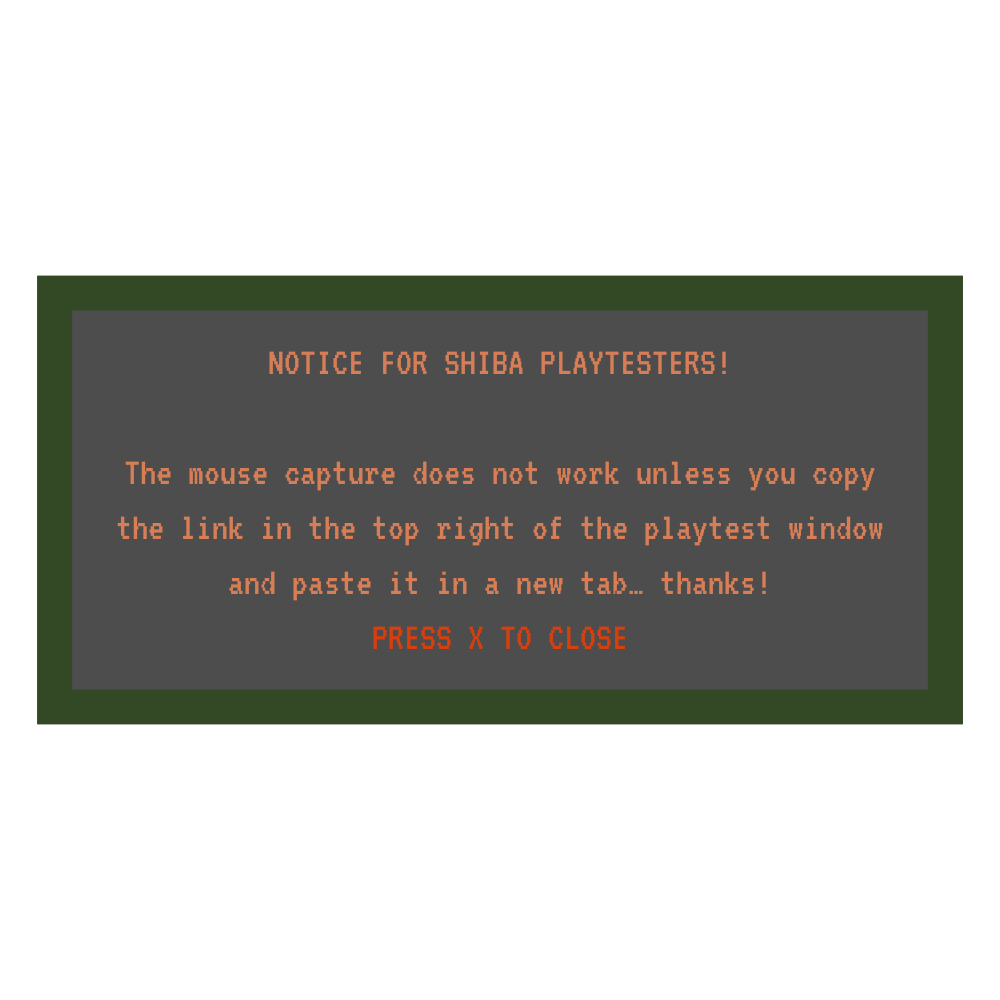 NOTICE FOR SHIBA PLAYTESTERS!
The mouse capture does not work unless you copy
the link in the top right of the playtest window
and paste it in a new tab… thanks!
PRESS X TO CLOSE